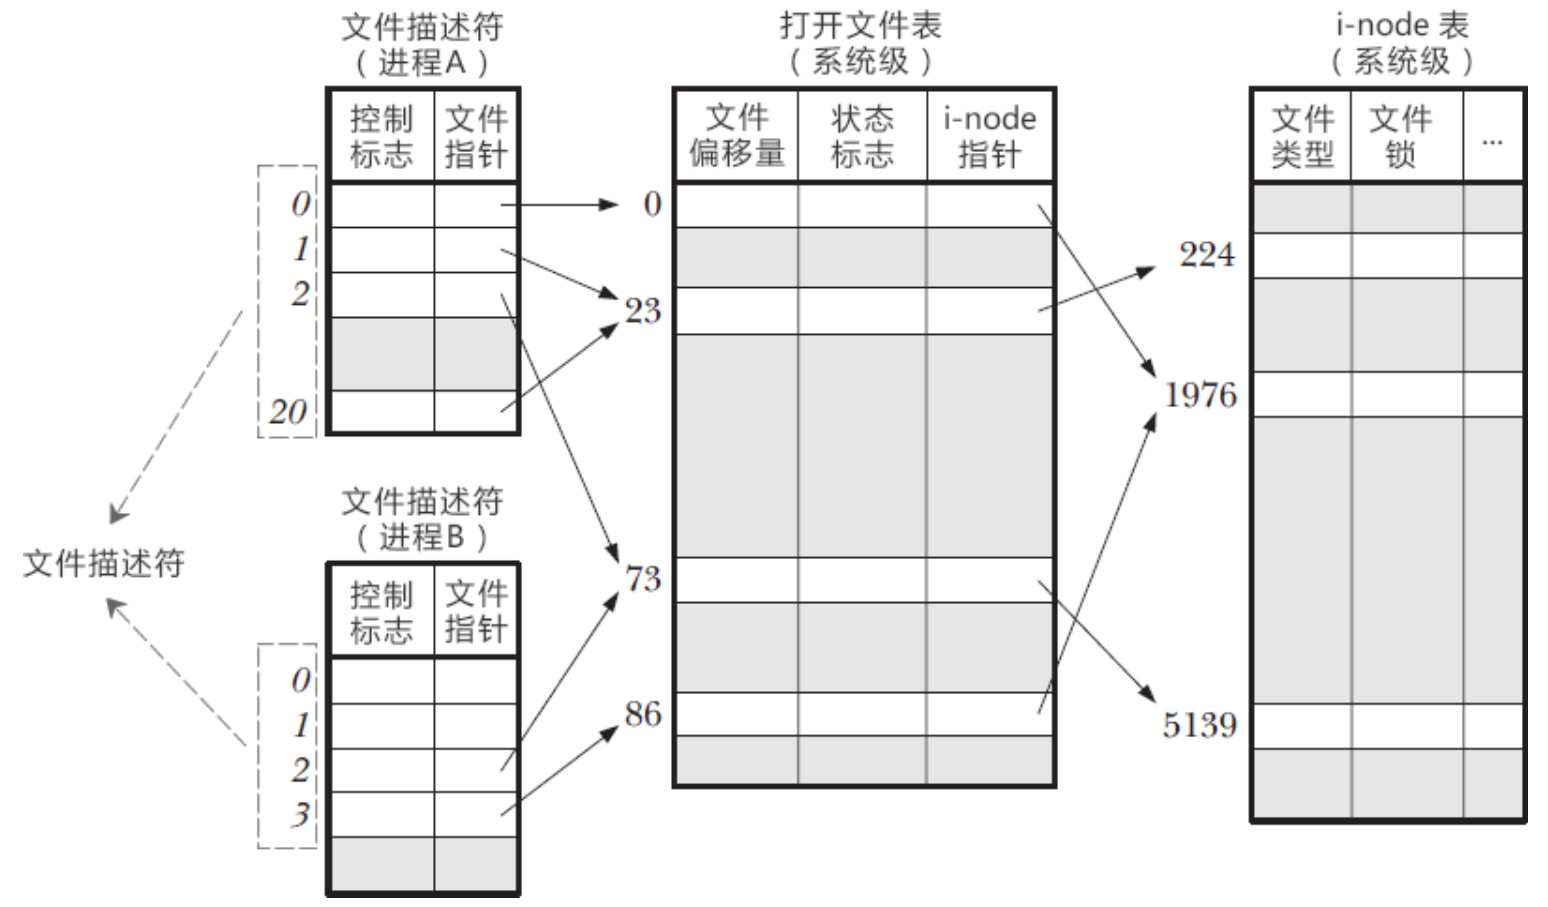 文件描述符
（进程A）
控制
标志
文件
指针
0
1
2
20
文件描述符
文件描述符
（进程B）
控制
标志
文件
指针
0
1
2
3
打开文件表
（系统级）
文件
偏移量
状态
标志
i-node
指针
0
23
73
86
i-node 表
（系统级）
文件
类型
文件
锁
...
224
1976
5139